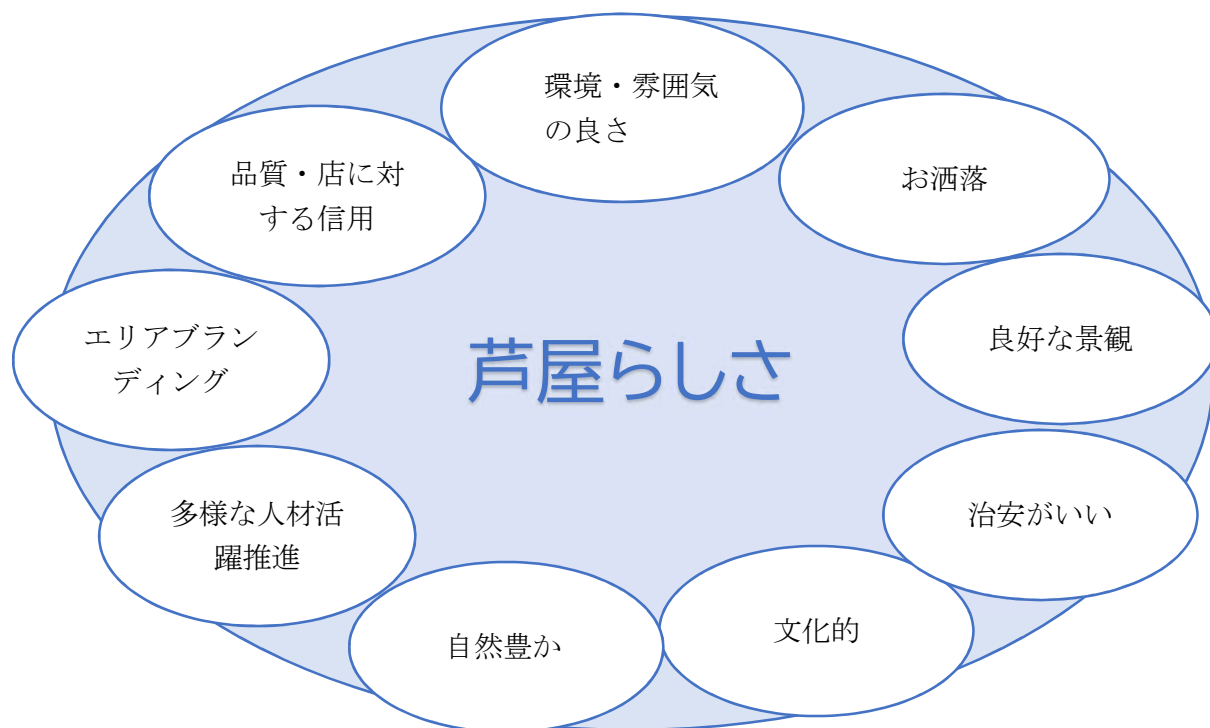 環境・雰囲気
の良さ
お洒落
品質・店に対
する信用
エリアブラン
ディング
芦屋らしさ
良好な景観
多様な人材活
躍推進
治安がいい
自然豊か
文化的